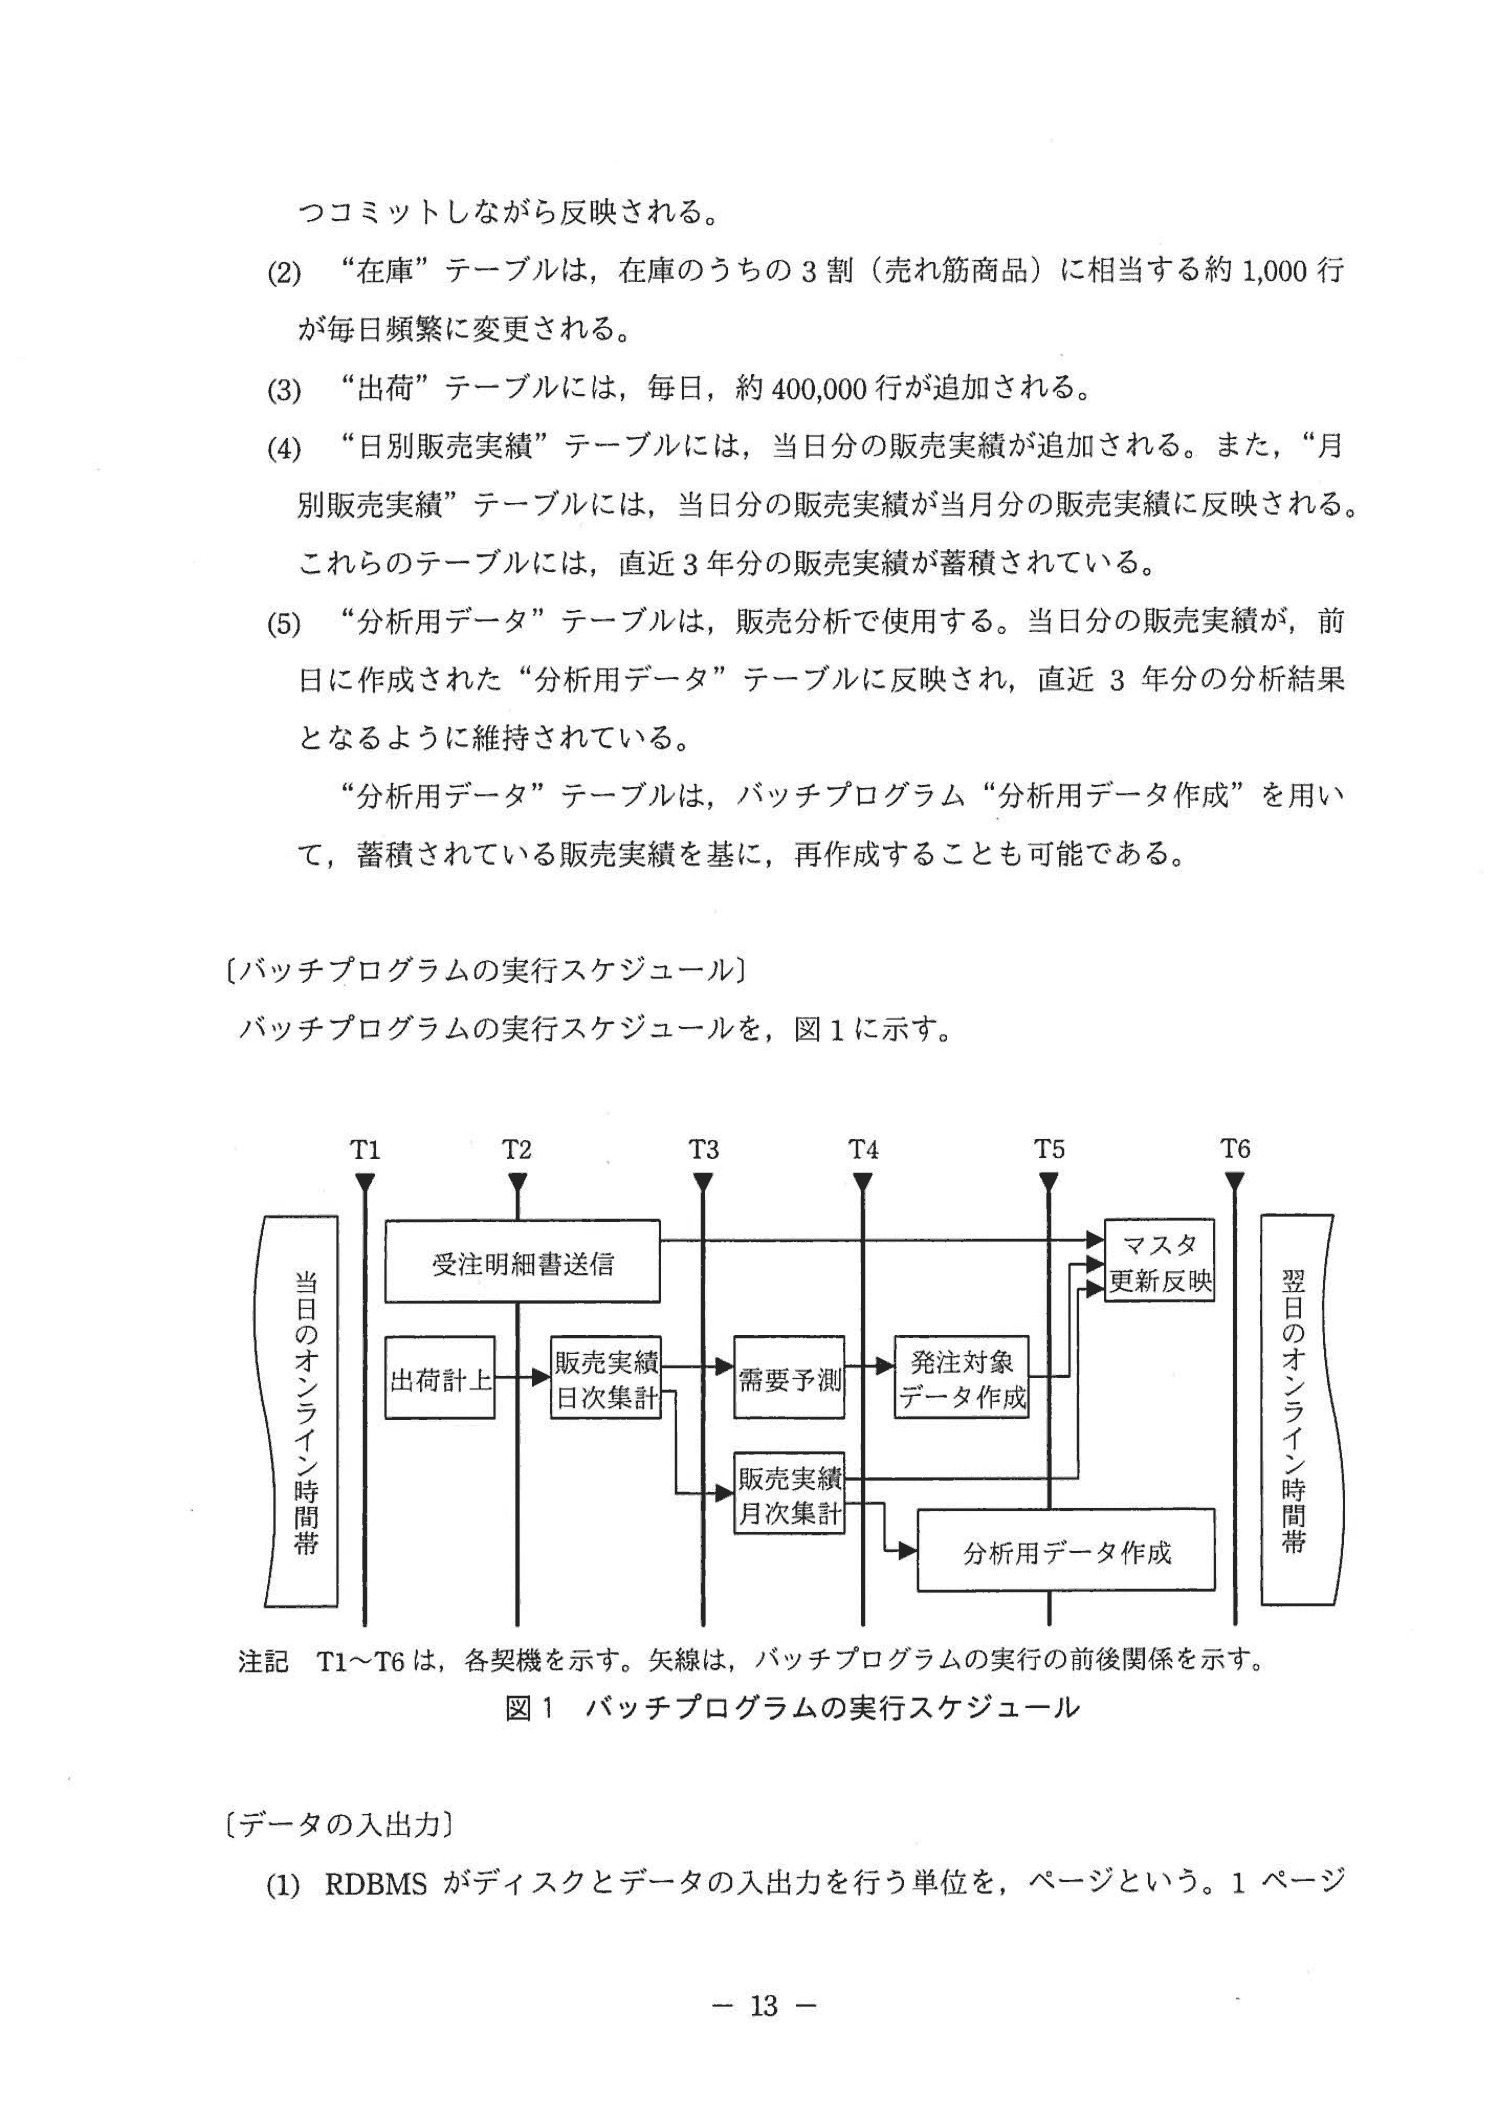 つコミットしながら反映される。
(2) “在庫” テーブルは，在庫のうちの 3 割（売れ筋商品）に相当する約 1,000 行
が毎日頻繁に変更される。
(3) “出荷” テーブルには，毎日，約 400,000 行が追加される。
(4) “日別販売実績” テーブルには，当日分の販売実績が追加される。また，“月
別販売実績” テーブルには，当日分の販売実績が当月分の販売実績に反映される。
これらのテーブルには，直近 3 年分の販売実績が蓄積されている。
(5) “分析用データ” テーブルは，販売分析で使用する。当日分の販売実績が，前
日に作成された “分析用データ” テーブルに反映され，直近 3 年分の分析結果
となるように維持されている。
“分析用データ” テーブルは，バッチプログラム “分析用データ作成” を用い
て，蓄積されている販売実績を基に，再作成することも可能である。
〔バッチプログラムの実行スケジュール〕
バッチプログラムの実行スケジュールを，図 1 に示す。
T1 T2 T3 T4 T5 T6
当日のオンライン時間帯
受注明細書送信
マスタ
更新反映
出荷計上
販売実績
日次集計
需要予測
発注対象
データ作成
販売実績
月次集計
分析用データ作成
翌日のオンライン時間帯
注記 T1～T6 は，各契機を示す。矢線は，バッチプログラムの実行の前後関係を示す。
図 1 バッチプログラムの実行スケジュール
〔データの入出力〕
(1) RDBMS がディスクとデータの入出力を行う単位を，ページという。1 ページ
－ 13 －